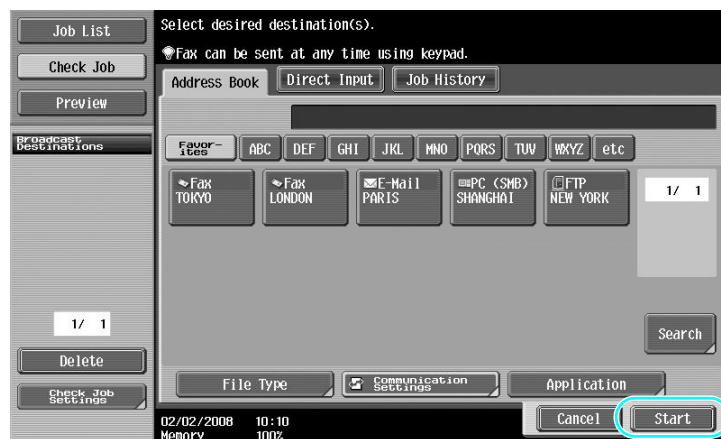 Job List
Check Job
Preview
Broadcast
Destinations
1/ 1
Delete
Check Job
Settings
Select desired destination(s).
Fax can be sent at any time using keypad.
Address Book
Direct Input
Job History
Favor-
ites
ABC
DEF
GHI
JKL
MNO
PQRS
TUV
WXYZ
etc
Fax
TOKYO
Fax
LONDON
E-Mail
PARIS
PC (SMB)
SHANGHAI
FTP
NEW YORK
1/ 1
Search
File Type
Communication
Settings
Application
02/02/2008 10:10
Memory 100%
Cancel
Start